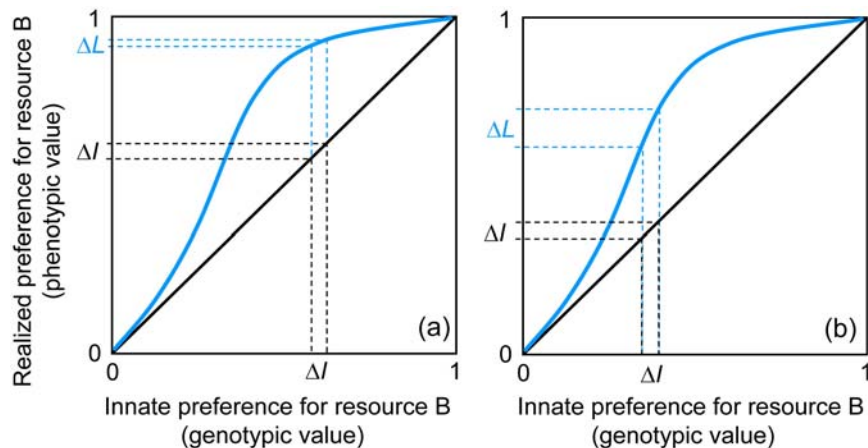 Realized preference for resource B
(phenotypic value)
1
ΔL
ΔI
0
(a)
0
ΔI
1
Innate preference for resource B
(genotypic value)
1
ΔL
ΔI
0
(b)
0
ΔI
1
Innate preference for resource B
(genotypic value)